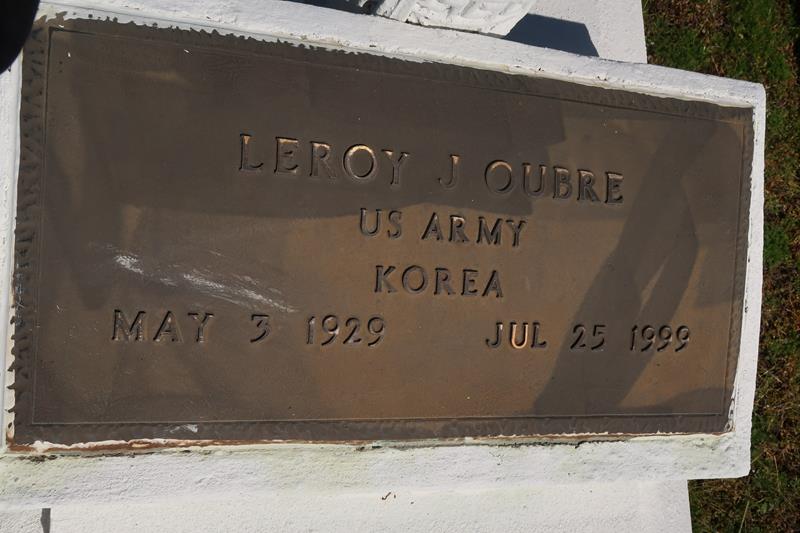 LEROY J OUBRE
US ARMY
KOREA
MAY 3 1929 JUL 25 1999